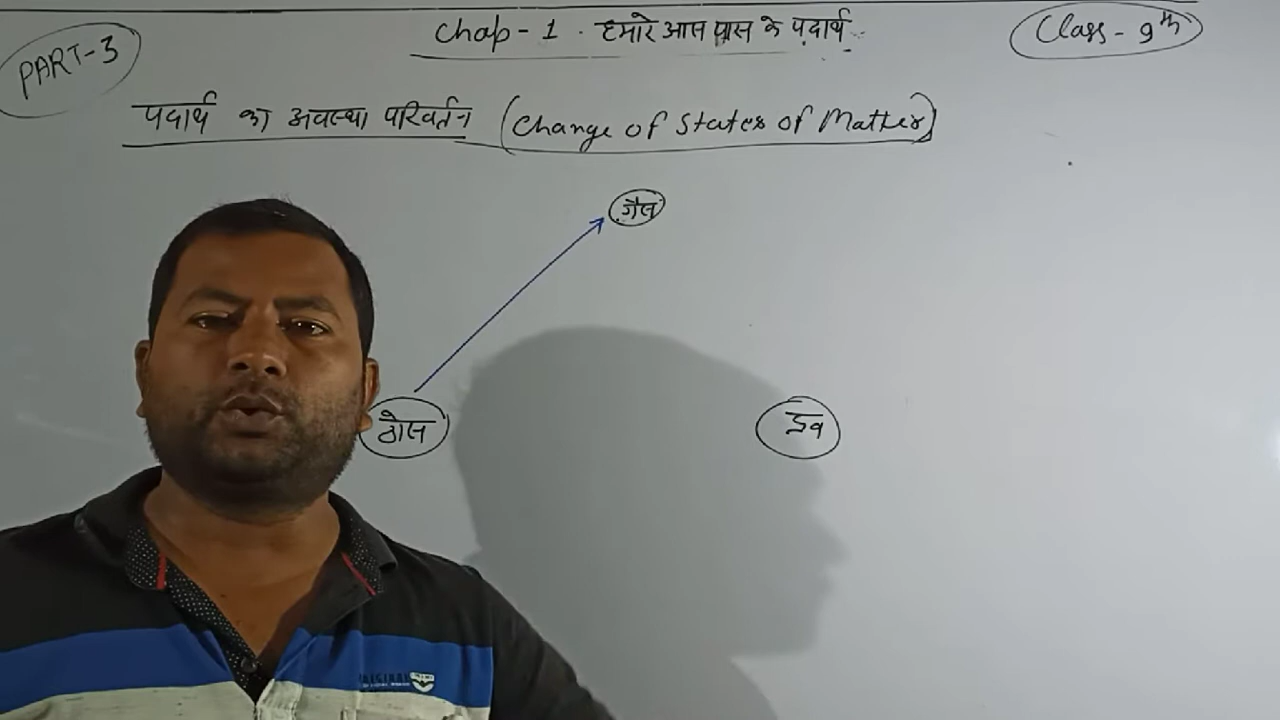 PART-3
Chap-1. हमारे आस पास के पदार्थ
Class-9th
पदार्थ का अवस्था परिवर्तन (Change of States of Matter)
गैस
ठोस
द्रव